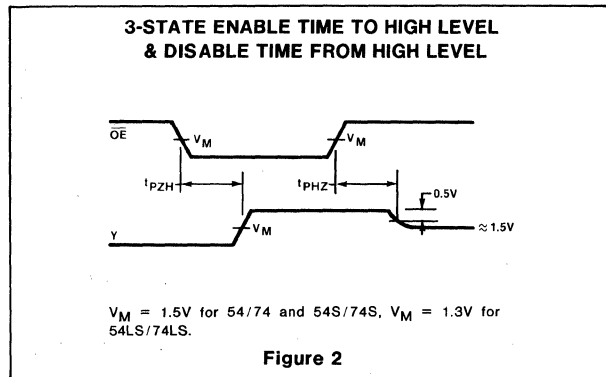 3-STATE ENABLE TIME TO HIGH LEVEL
& DISABLE TIME FROM HIGH LEVEL
OE
VM
VM
tPZH
tPHZ
0.5V
Y
VM
≈ 1.5V
VM = 1.5V for 54/74 and 54S/74S, VM = 1.3V for
54LS/74LS.
Figure 2